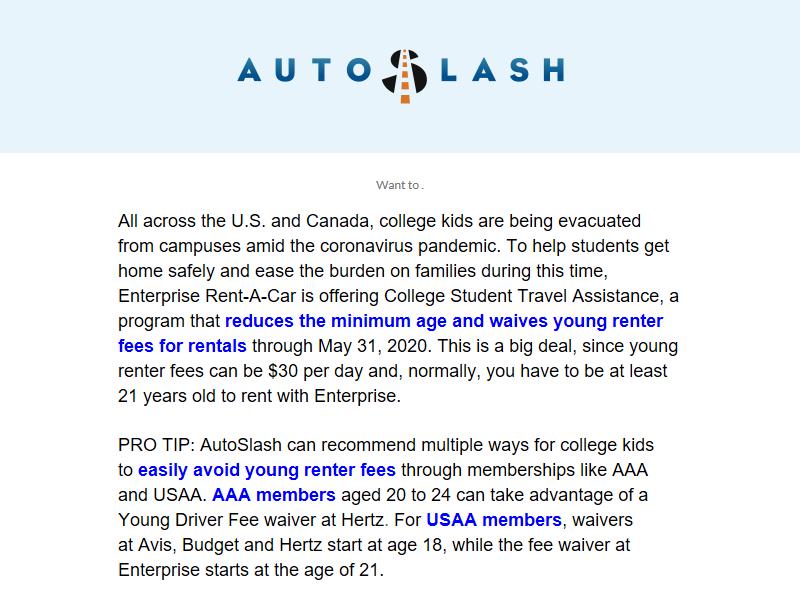 AUTOSLASH
Want to .
All across the U.S. and Canada, college kids are being evacuated
from campuses amid the coronavirus pandemic. To help students get
home safely and ease the burden on families during this time,
Enterprise Rent-A-Car is offering College Student Travel Assistance, a
program that reduces the minimum age and waives young renter
fees for rentals through May 31, 2020. This is a big deal, since young
renter fees can be $30 per day and, normally, you have to be at least
21 years old to rent with Enterprise.
PRO TIP: AutoSlash can recommend multiple ways for college kids
to easily avoid young renter fees through memberships like AAA
and USAA. AAA members aged 20 to 24 can take advantage of a
Young Driver Fee waiver at Hertz. For USAA members, waivers
at Avis, Budget and Hertz start at age 18, while the fee waiver at
Enterprise starts at the age of 21.